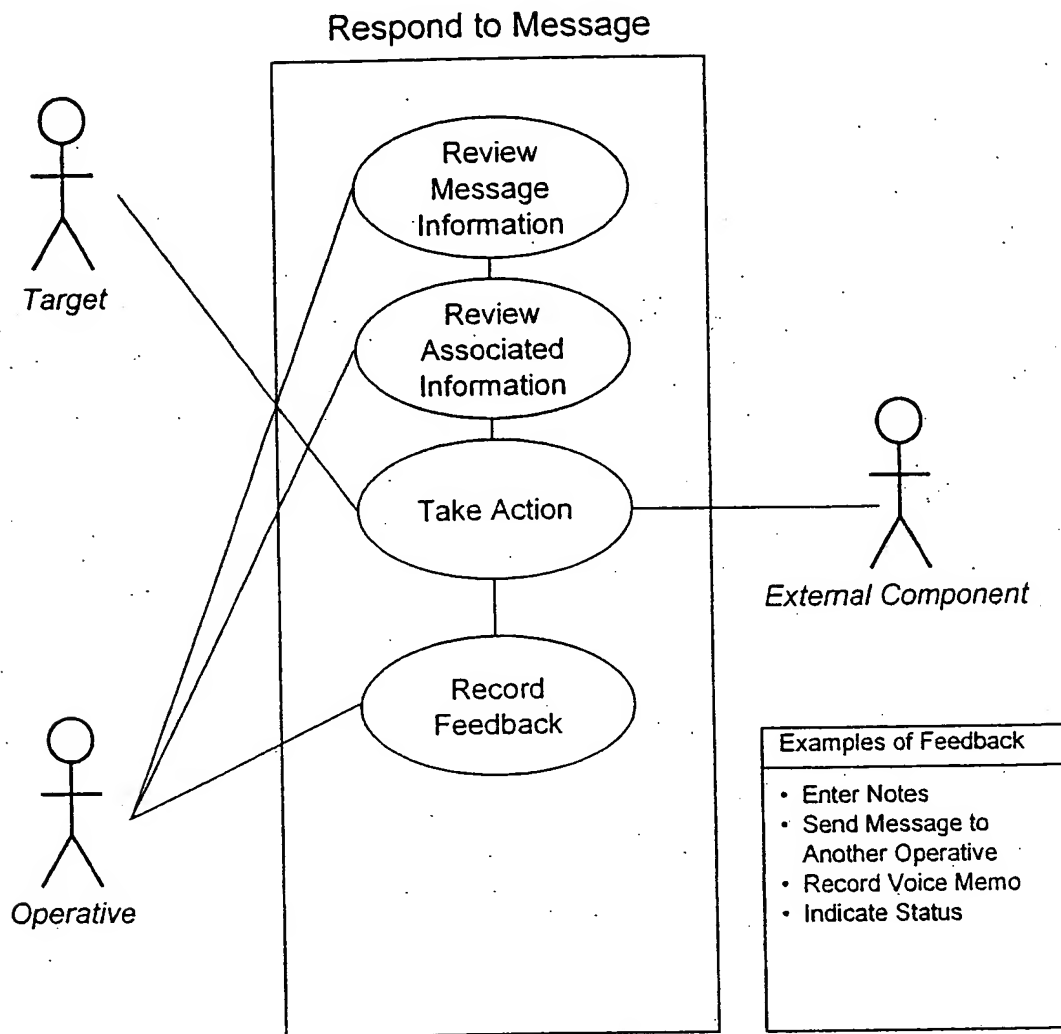 Respond to Message
Target
Review
Message
Information
Review
Associated
Information
Take Action
External Component
Record
Feedback
Operative
Examples of Feedback
• Enter Notes
• Send Message to
Another Operative
• Record Voice Memo
• Indicate Status